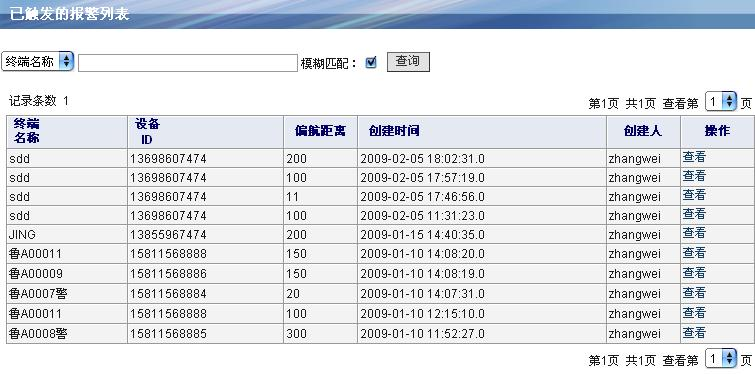 已触发的报警列表
终端名称 模糊匹配： 查询
记录条数 1
第1页 共1页 查看第 1 页
终端名称 设备ID 偏航距离 创建时间 创建人 操作
sdd 13698607474 200 2009-02-05 18:02:31.0 zhangwei 查看
sdd 13698607474 100 2009-02-05 17:57:19.0 zhangwei 查看
sdd 13698607474 11 2009-02-05 17:46:56.0 zhangwei 查看
sdd 13698607474 100 2009-02-05 11:31:23.0 zhangwei 查看
JING 13855967474 200 2009-01-15 14:40:35.0 zhangwei 查看
鲁A00011 15811568888 150 2009-01-10 14:08:20.0 zhangwei 查看
鲁A00009 15811568886 150 2009-01-10 14:08:19.0 zhangwei 查看
鲁A0007警 15811568884 20 2009-01-10 14:07:31.0 zhangwei 查看
鲁A00011 15811568888 100 2009-01-10 12:15:10.0 zhangwei 查看
鲁A0008警 15811568885 300 2009-01-10 11:52:27.0 zhangwei 查看
第1页 共1页 查看第 1 页